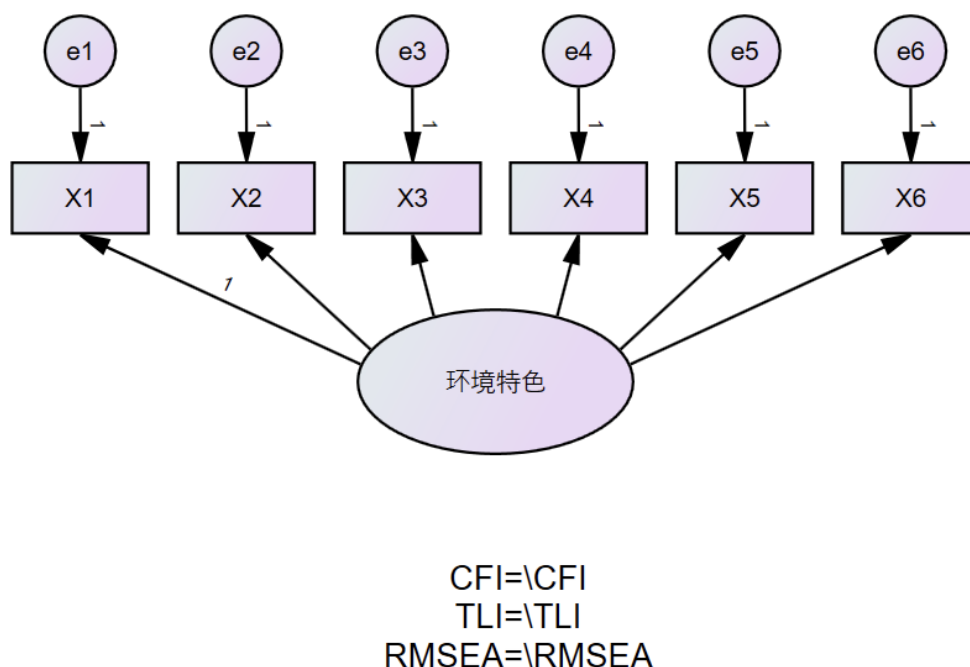 e1 e2 e3 e4 e5 e6
1 1 1 1 1 1
X1 X2 X3 X4 X5 X6
1
环境特色
CFI=\CFI
TLI=\TLI
RMSEA=\RMSEA